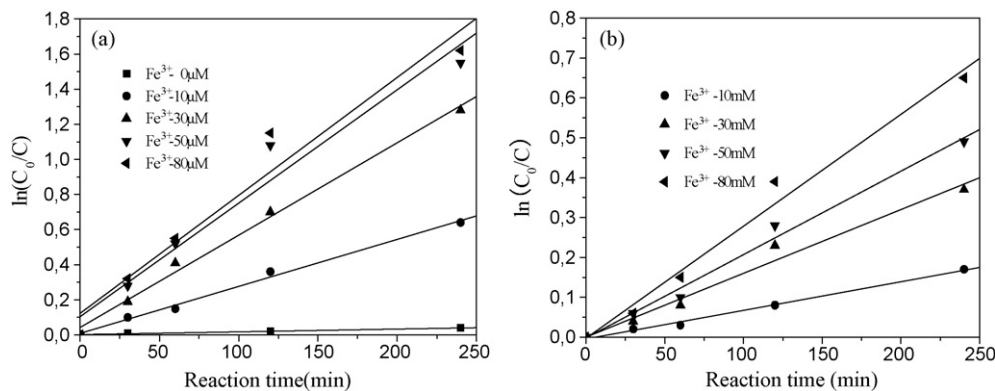 (a)
Fe³⁺- 0µM
Fe³⁺-10µM
Fe³⁺-30µM
Fe³⁺-50µM
Fe³⁺-80µM
ln(C₀/C)
1,8
1,6
1,4
1,2
1,0
0,8
0,6
0,4
0,2
0,0
0
50
100
150
200
250
Reaction time(min)
(b)
Fe³⁺ -10mM
Fe³⁺ -30mM
Fe³⁺ -50mM
Fe³⁺ -80mM
ln (C₀/C)
0,8
0,7
0,6
0,5
0,4
0,3
0,2
0,1
0,0
0
50
100
150
200
250
Reaction time (min)